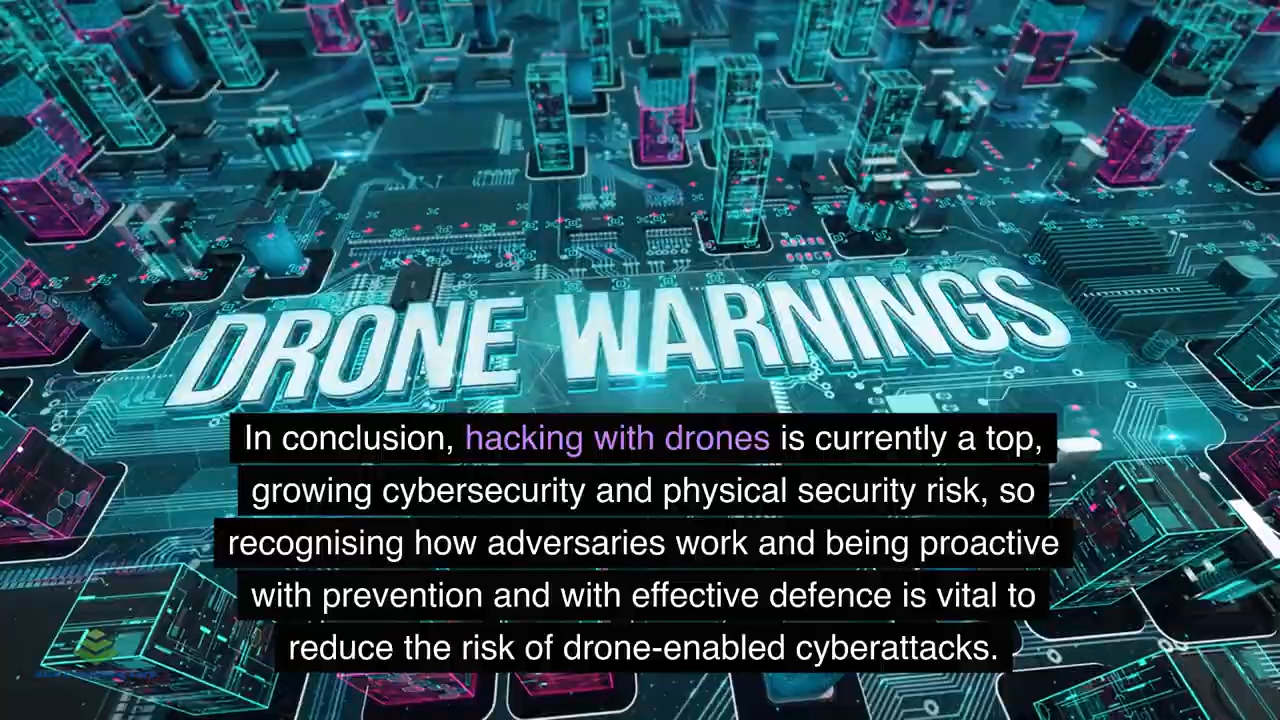 DRONE WARNINGS
In conclusion, hacking with drones is currently a top,
growing cybersecurity and physical security risk, so
recognising how adversaries work and being proactive
with prevention and with effective defence is vital to
reduce the risk of drone-enabled cyberattacks.